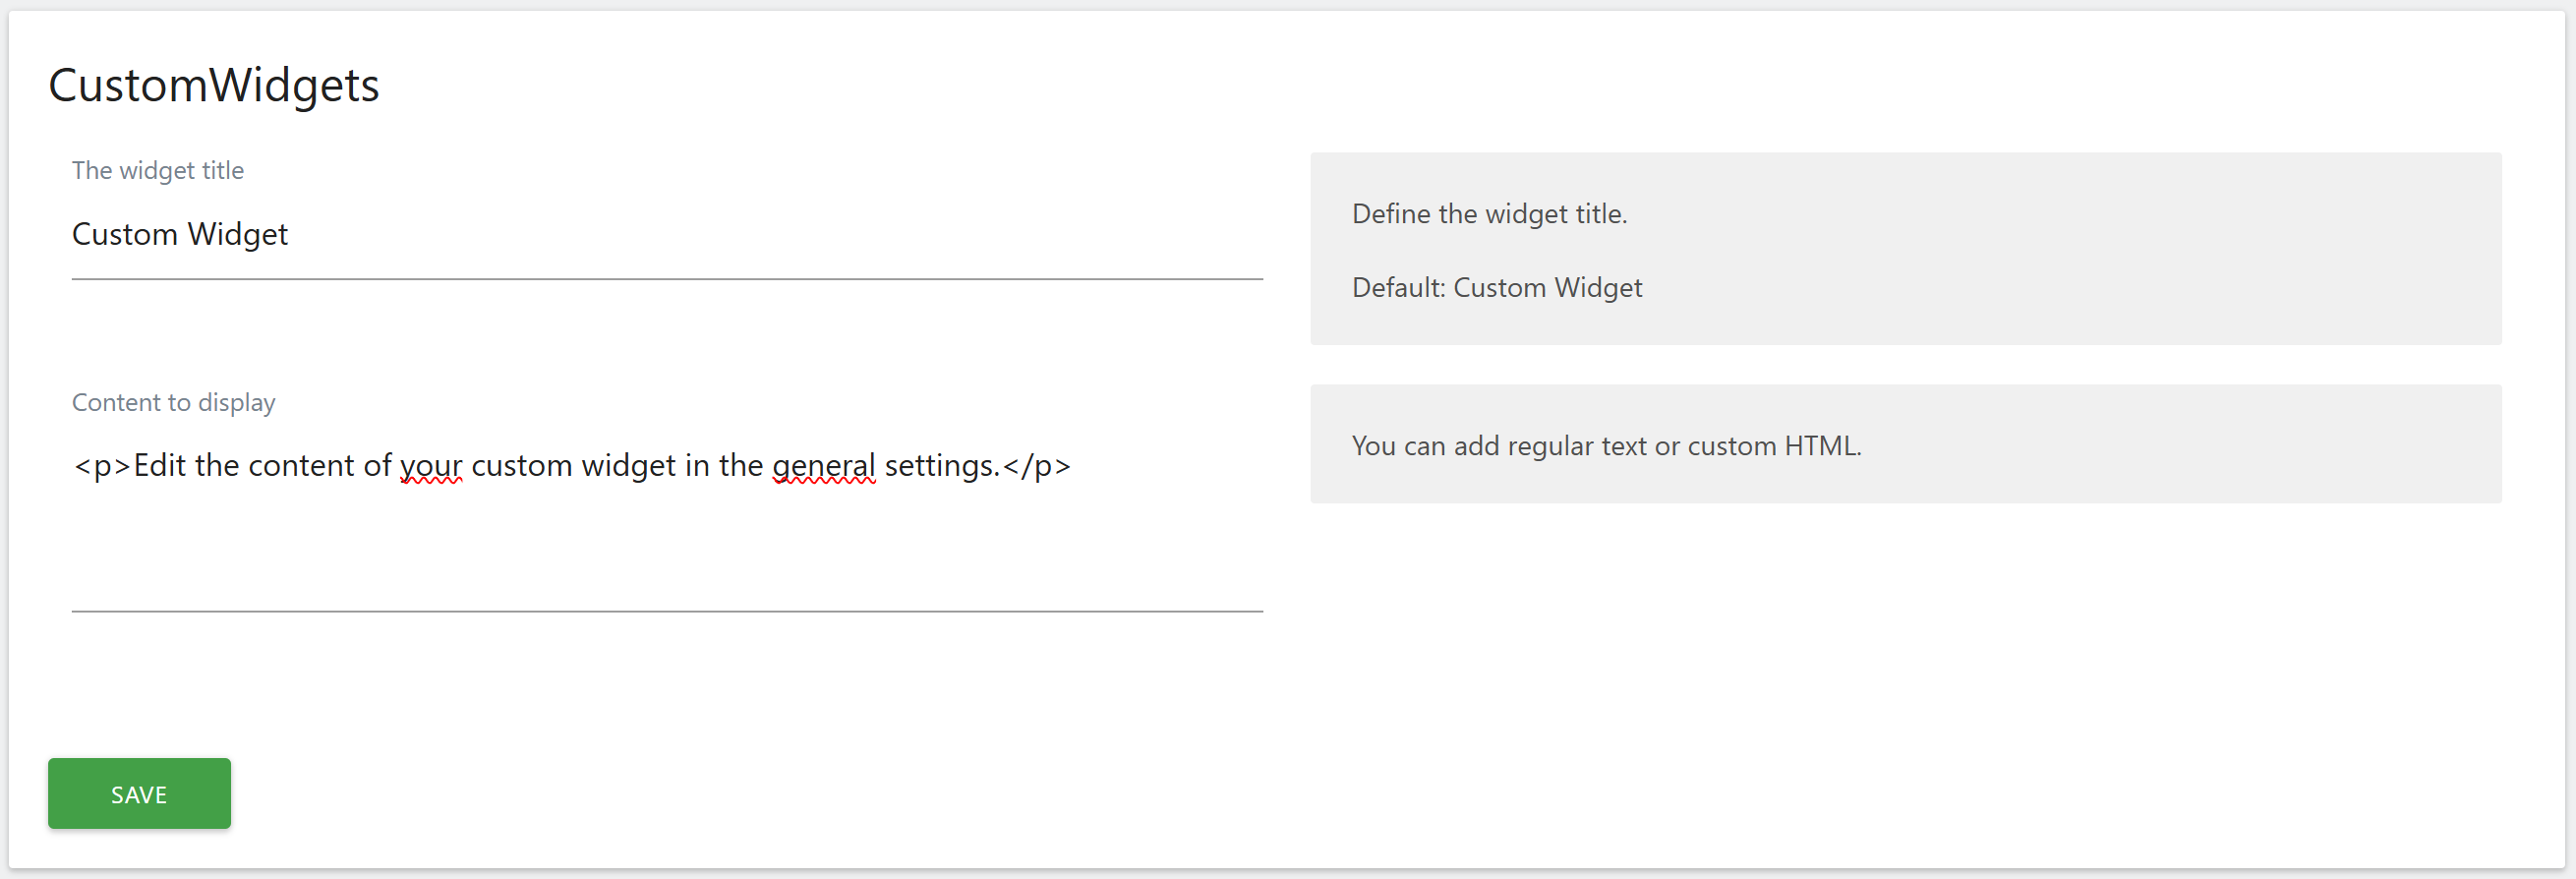 CustomWidgets
The widget title
Custom Widget
Define the widget title.
Default: Custom Widget
Content to display
<p>Edit the content of your custom widget in the general settings.</p>
You can add regular text or custom HTML.
SAVE